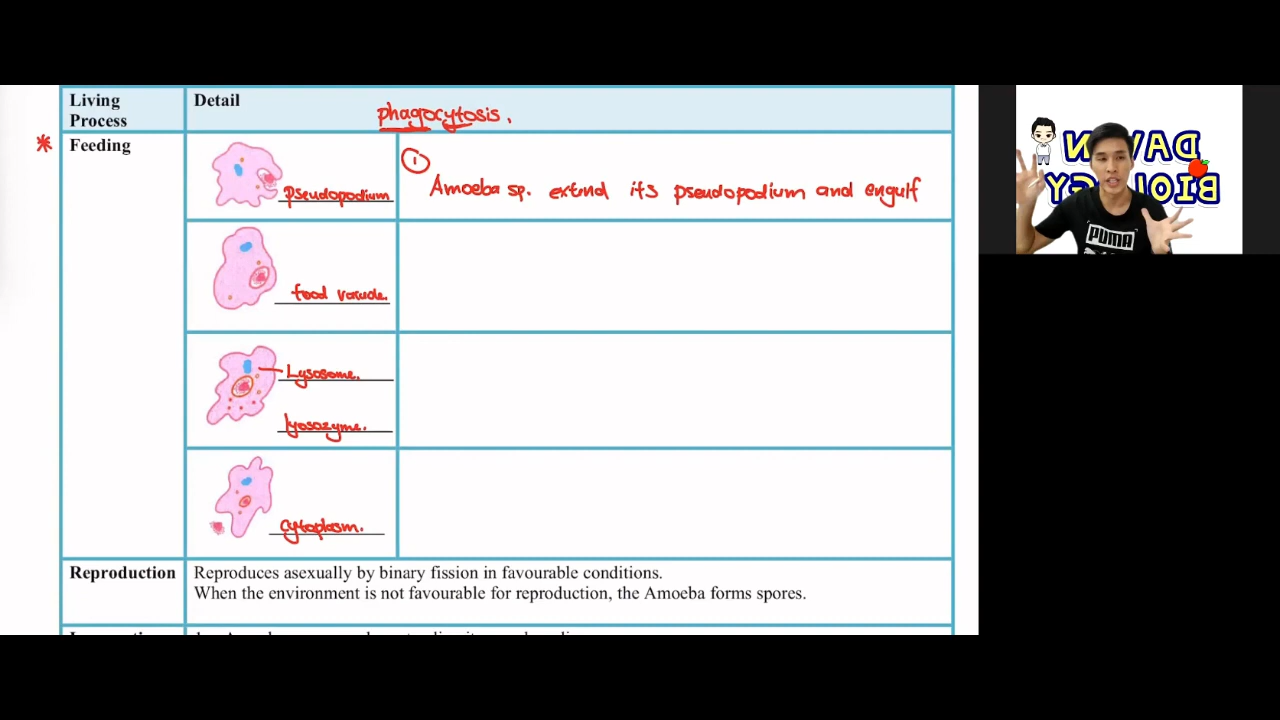 Living
Process
Detail
phagocytosis.
* Feeding
pseudopodium
①
Amoeba sp. extend its pseudopodium and engulf
food vacuole.
Lysosome.
lysozyme.
cytoplasm.
Reproduction
Reproduces asexually by binary fission in favourable conditions.
When the environment is not favourable for reproduction, the Amoeba forms spores.
BIOLOGY
PUMA